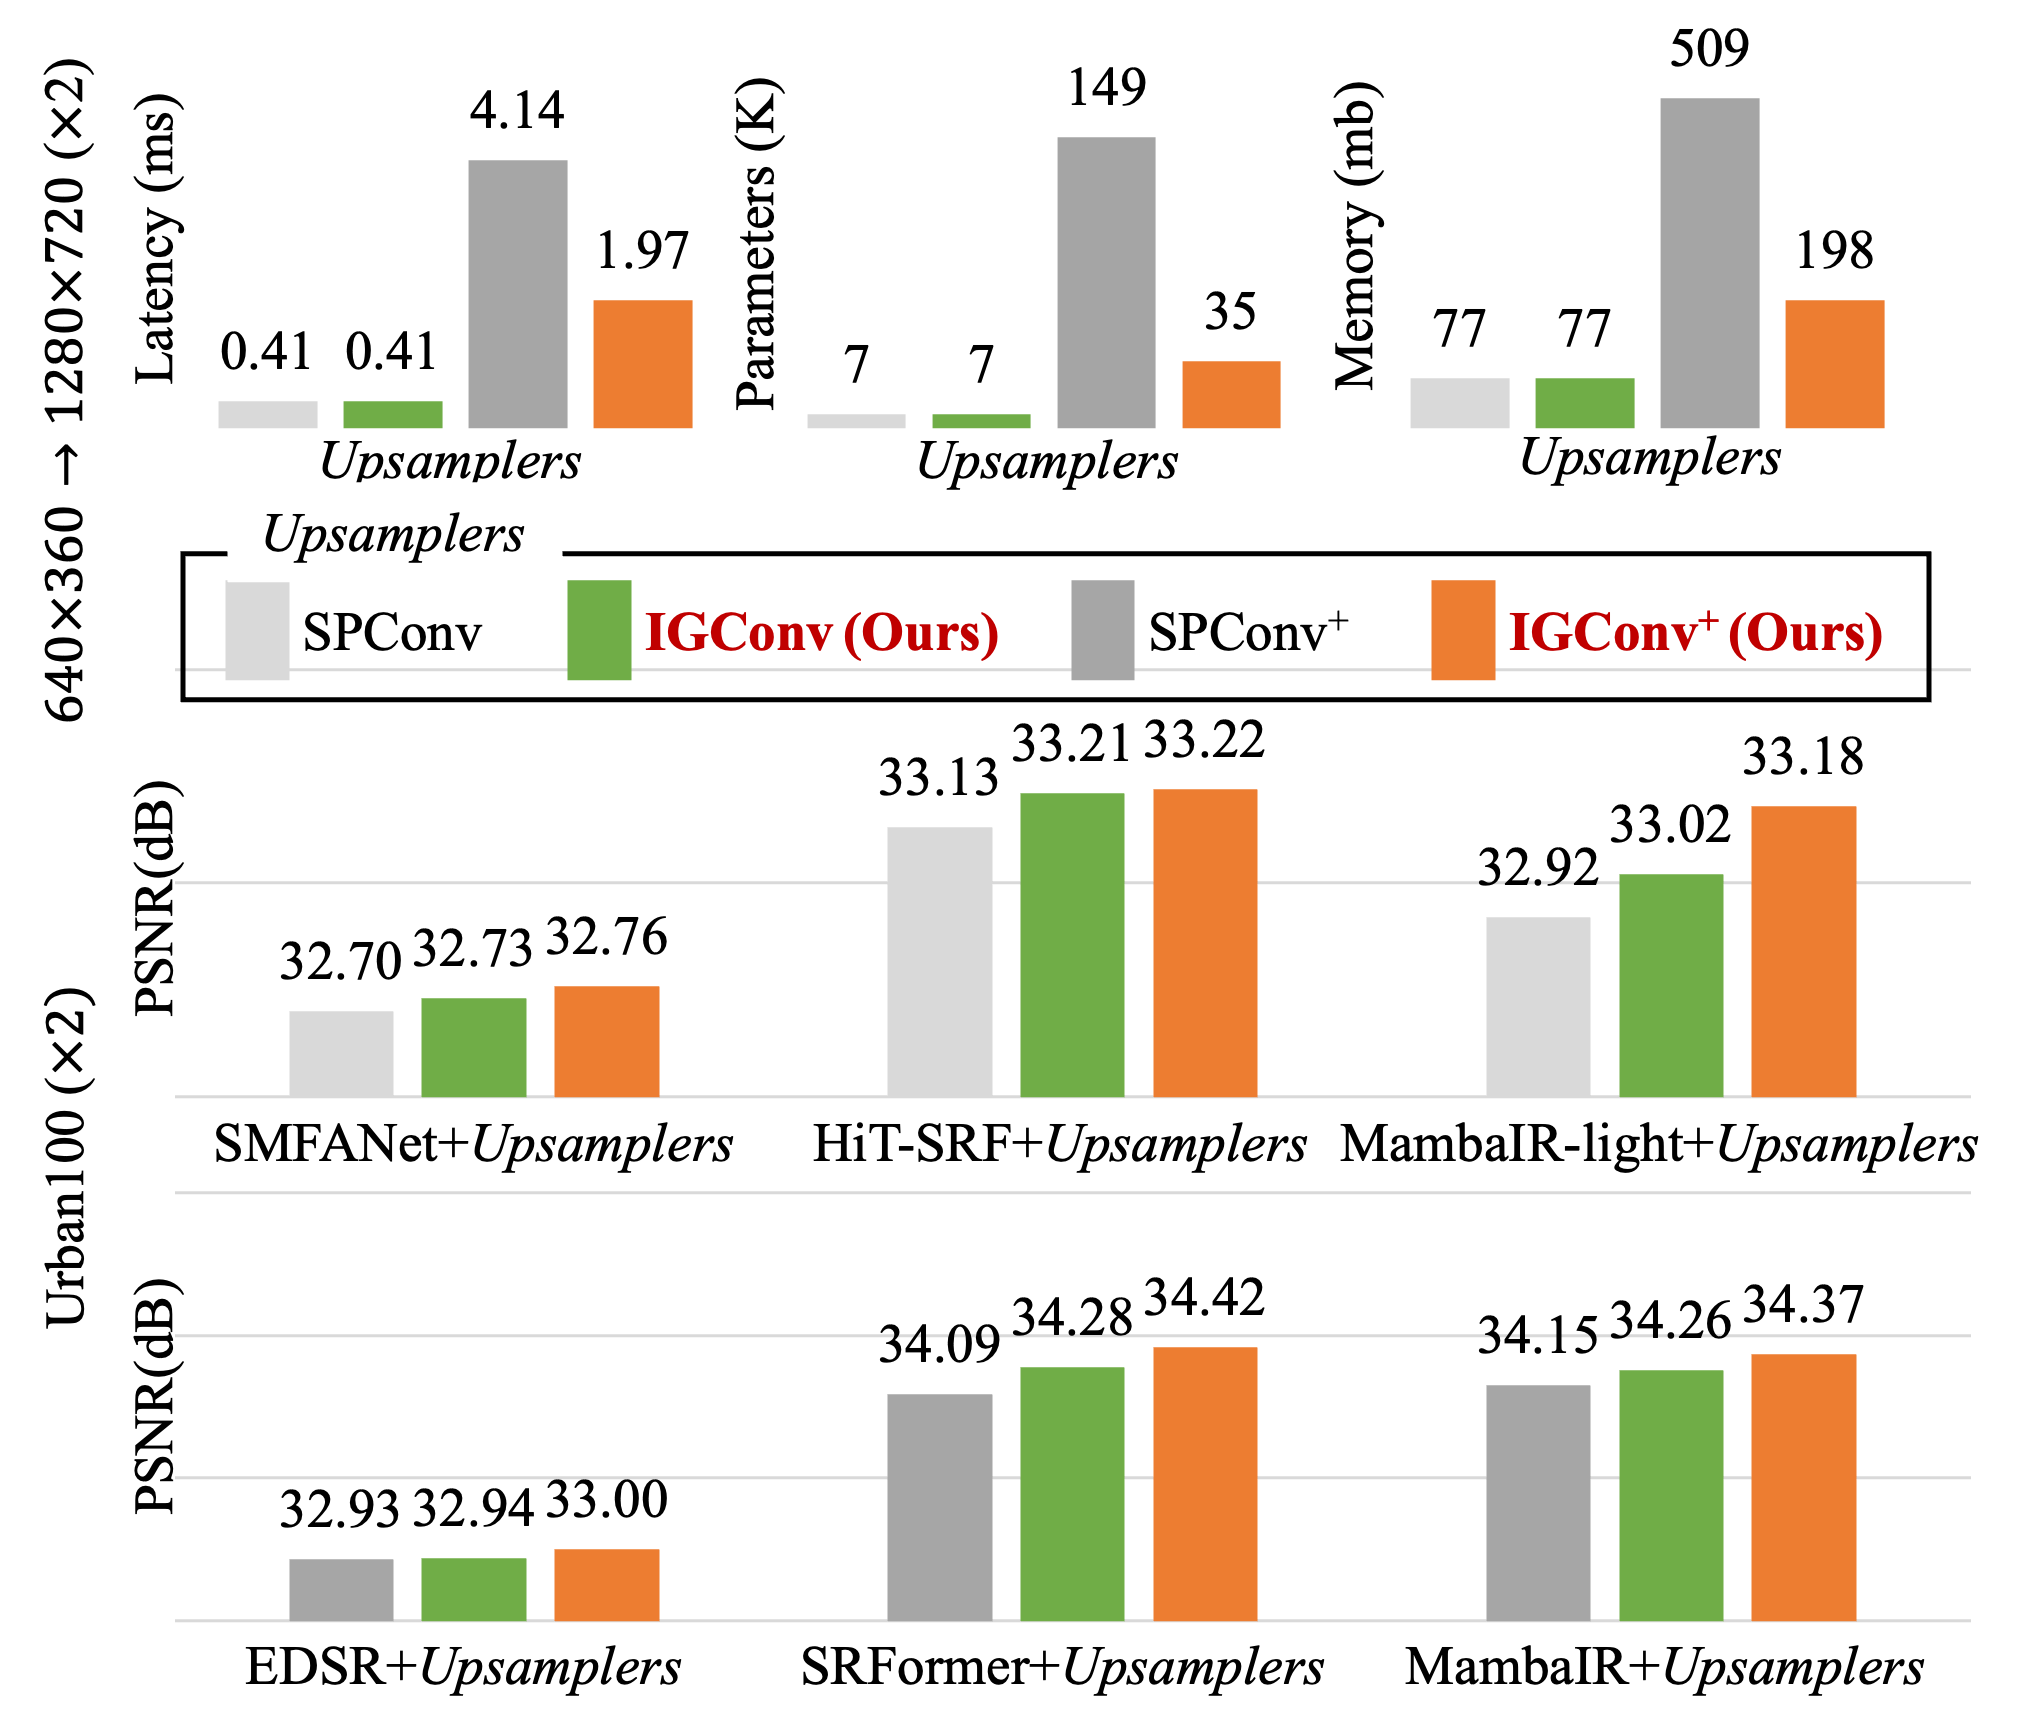 640×360 → 1280×720 (×2)
Latency (ms)
0.41
0.41
4.14
1.97
Upsamplers
Parameters (K)
7
7
149
35
Upsamplers
Memory (mb)
77
77
509
198
Upsamplers
Upsamplers
SPConv
IGConv (Ours)
SPConv⁺
IGConv⁺ (Ours)
Urban100 (×2)
PSNR(dB)
32.70
32.73
32.76
SMFANet+Upsamplers
33.13
33.21
33.22
HiT-SRF+Upsamplers
32.92
33.02
33.18
MambaIR-light+Upsamplers
PSNR(dB)
32.93
32.94
33.00
EDSR+Upsamplers
34.09
34.28
34.42
SRFormer+Upsamplers
34.15
34.26
34.37
MambaIR+Upsamplers